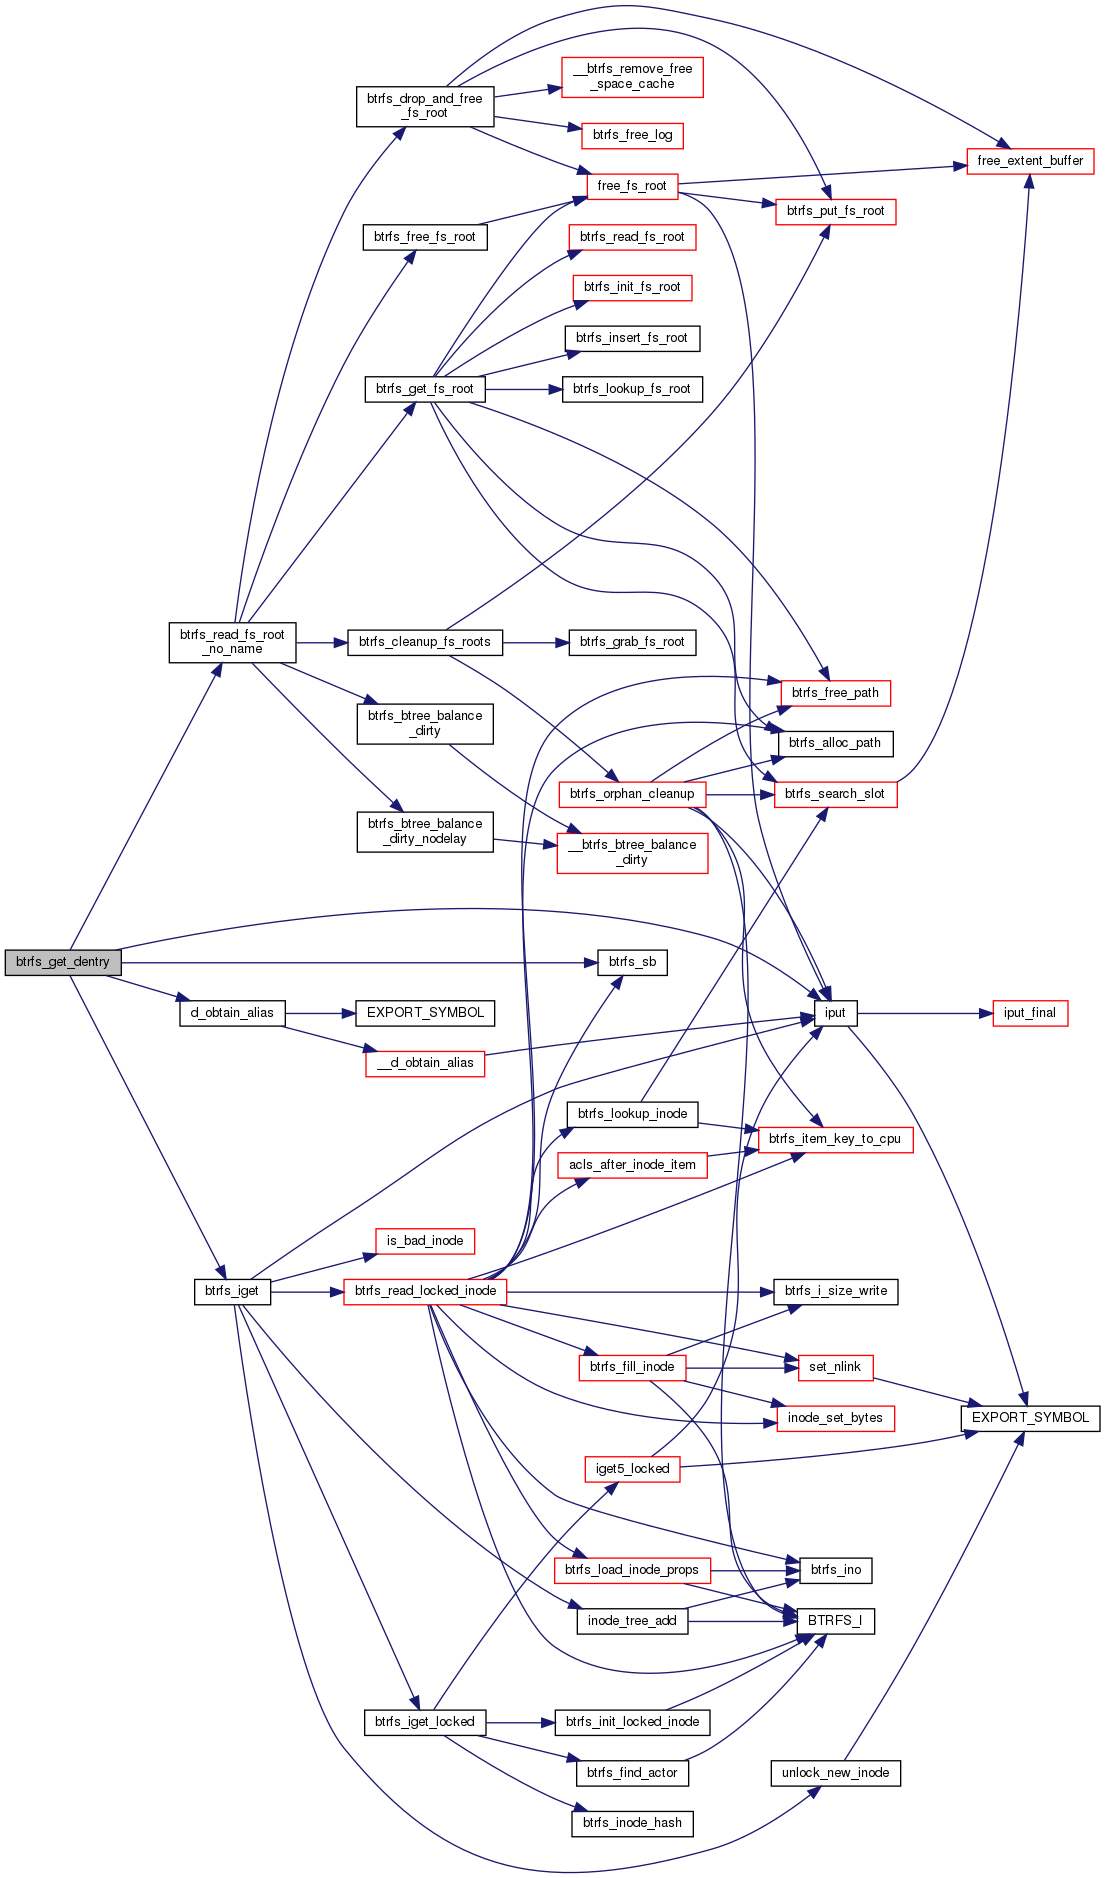 btrfs_drop_and_free
_fs_root
__btrfs_remove_free
_space_cache
btrfs_free_log
free_extent_buffer
free_fs_root
btrfs_put_fs_root
btrfs_free_fs_root
btrfs_read_fs_root
btrfs_init_fs_root
btrfs_insert_fs_root
btrfs_get_fs_root
btrfs_lookup_fs_root
btrfs_read_fs_root
_no_name
btrfs_cleanup_fs_roots
btrfs_grab_fs_root
btrfs_free_path
btrfs_btree_balance
_dirty
btrfs_alloc_path
btrfs_orphan_cleanup
btrfs_search_slot
btrfs_btree_balance
_dirty_nodelay
__btrfs_btree_balance
_dirty
btrfs_get_dentry
btrfs_sb
d_obtain_alias
EXPORT_SYMBOL
iput
iput_final
__d_obtain_alias
btrfs_lookup_inode
btrfs_item_key_to_cpu
acls_after_inode_item
is_bad_inode
btrfs_iget
btrfs_read_locked_inode
btrfs_i_size_write
btrfs_fill_inode
set_nlink
inode_set_bytes
EXPORT_SYMBOL
iget5_locked
btrfs_load_inode_props
btrfs_ino
inode_tree_add
BTRFS_I
btrfs_iget_locked
btrfs_init_locked_inode
btrfs_find_actor
unlock_new_inode
btrfs_inode_hash